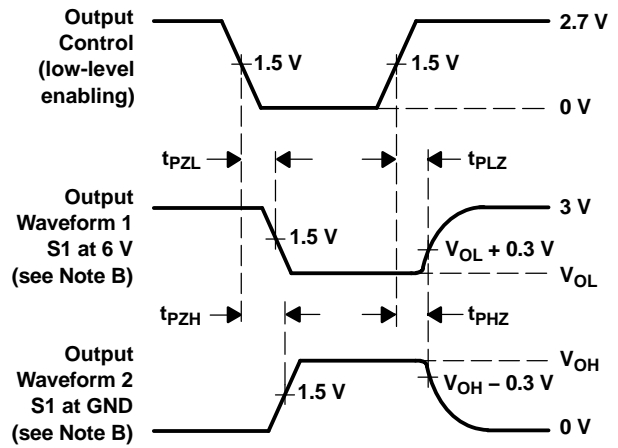 Output
Control
(low-level
enabling)
2.7 V
1.5 V
1.5 V
0 V
tPZL
tPLZ
Output
Waveform 1
S1 at 6 V
(see Note B)
3 V
1.5 V
VOL + 0.3 V
VOL
tPZH
tPHZ
Output
Waveform 2
S1 at GND
(see Note B)
VOH
1.5 V
VOH − 0.3 V
0 V